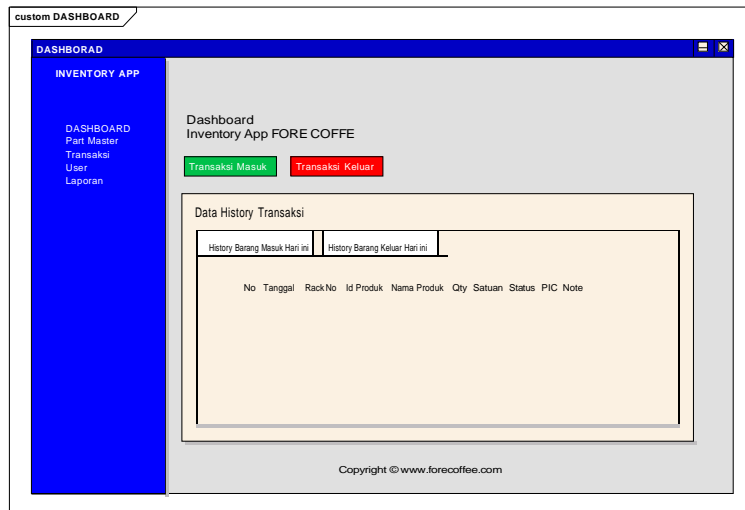 custom DASHBOARD
DASHBORAD
INVENTORY APP
DASHBOARD
Part Master
Transaksi
User
Laporan
Dashboard
Inventory App FORE COFFE
Transaksi Masuk
Transaksi Keluar
Data History Transaksi
History Barang Masuk Hari ini
History Barang Keluar Hari ini
No Tanggal Rack No Id Produk Nama Produk Qty Satuan Status PIC Note
Copyright © www.forecoffee.com